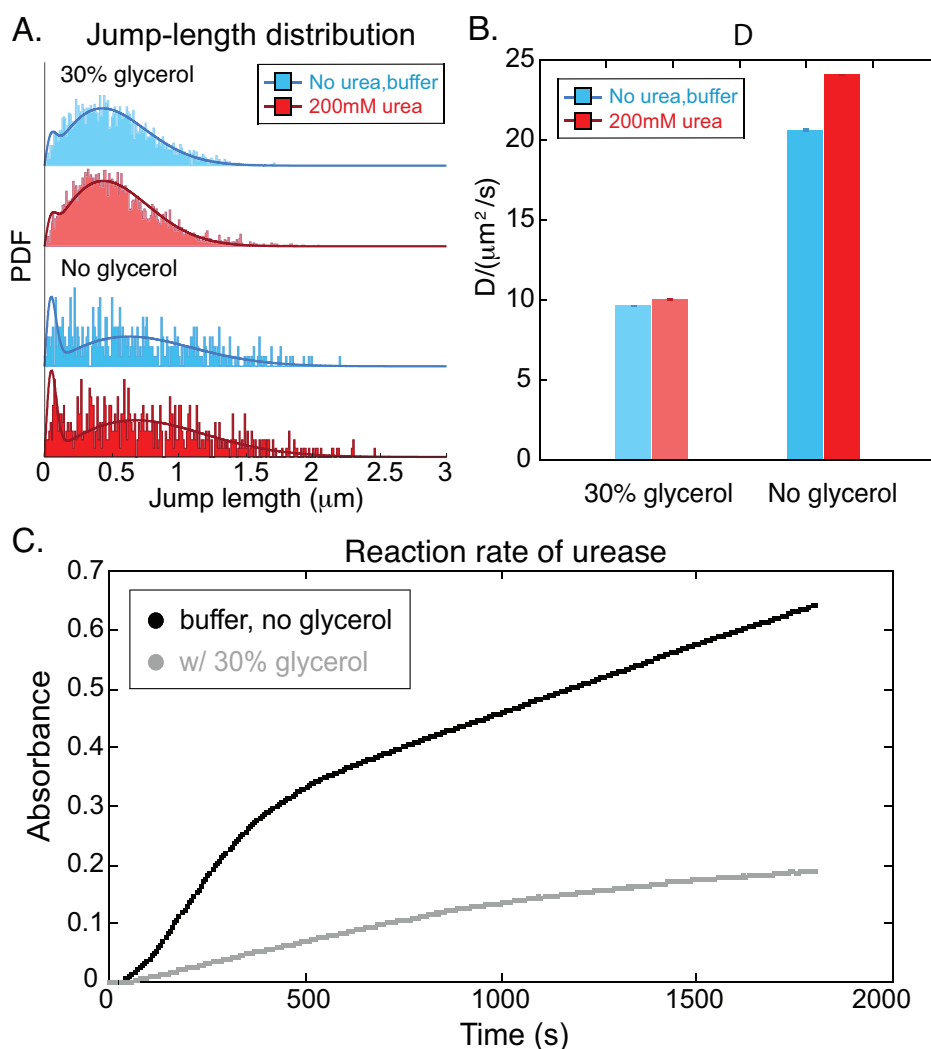 A.
Jump-length distribution
30% glycerol
No urea,buffer
200mM urea
No glycerol
PDF
0 0.5 1 1.5 2 2.5 3
Jump length (μm)
B.
D
No urea,buffer
200mM urea
25
20
15
10
5
0
D/(μm²/s)
30% glycerol No glycerol
C.
Reaction rate of urease
buffer, no glycerol
w/ 30% glycerol
0.7
0.6
0.5
0.4
0.3
0.2
0.1
0
Absorbance
0 500 1000 1500 2000
Time (s)